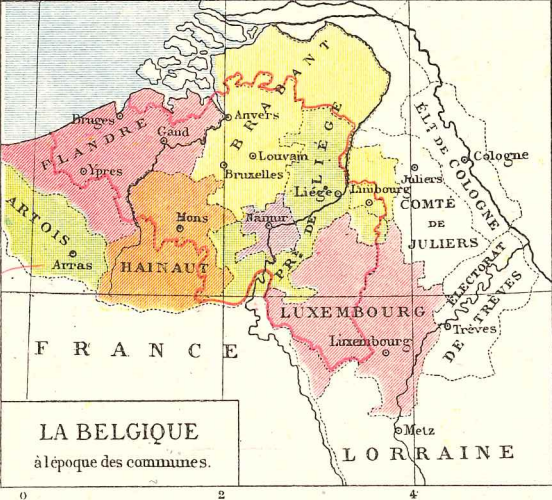 Bruges
FLANDRE
Gand
Anvers
BRABANT
Ypres
Louvain
Bruxelles
PRé. DE LIÉGE
Liége
Limbourg
Juliers
Cologne
ÉLT. DE COLOGNE
COMTÉ
DE
JULIERS
ARTOIS
Arras
Mons
HAINAUT
Namur
ÉLECTORAT
DE TRÈVES
Trèves
LUXEMBOURG
Luxembourg
FRANCE
Metz
LORRAINE
LA BELGIQUE
à l'époque des communes.
0
2
4